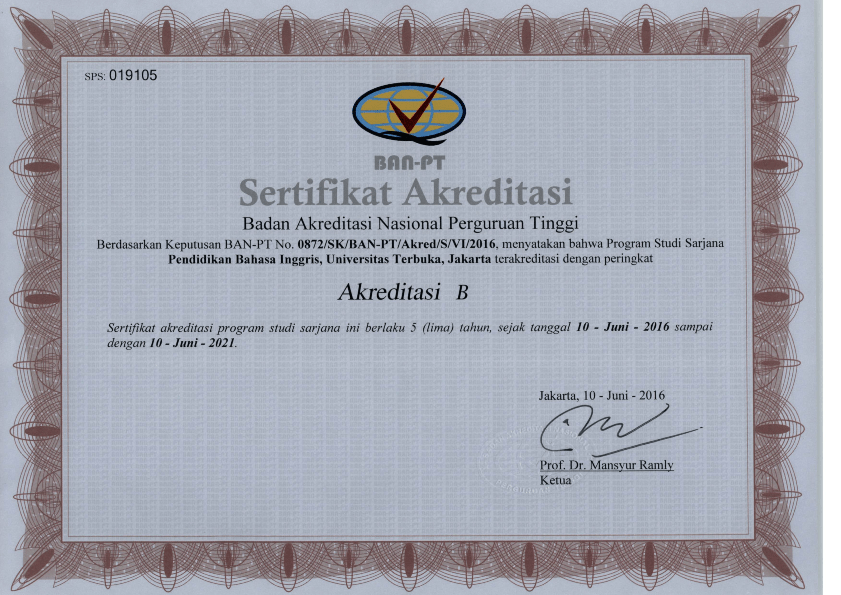 SPS: 019105
BAN-PT
Sertifikat Akreditasi
Badan Akreditasi Nasional Perguruan Tinggi
Berdasarkan Keputusan BAN-PT No. 0872/SK/BAN-PT/Akred/S/VI/2016, menyatakan bahwa Program Studi Sarjana
Pendidikan Bahasa Inggris, Universitas Terbuka, Jakarta terakreditasi dengan peringkat
Akreditasi B
Sertifikat akreditasi program studi sarjana ini berlaku 5 (lima) tahun, sejak tanggal 10 - Juni - 2016 sampai
dengan 10 - Juni - 2021.
Jakarta, 10 - Juni - 2016
Prof. Dr. Mansyur Ramly
Ketua